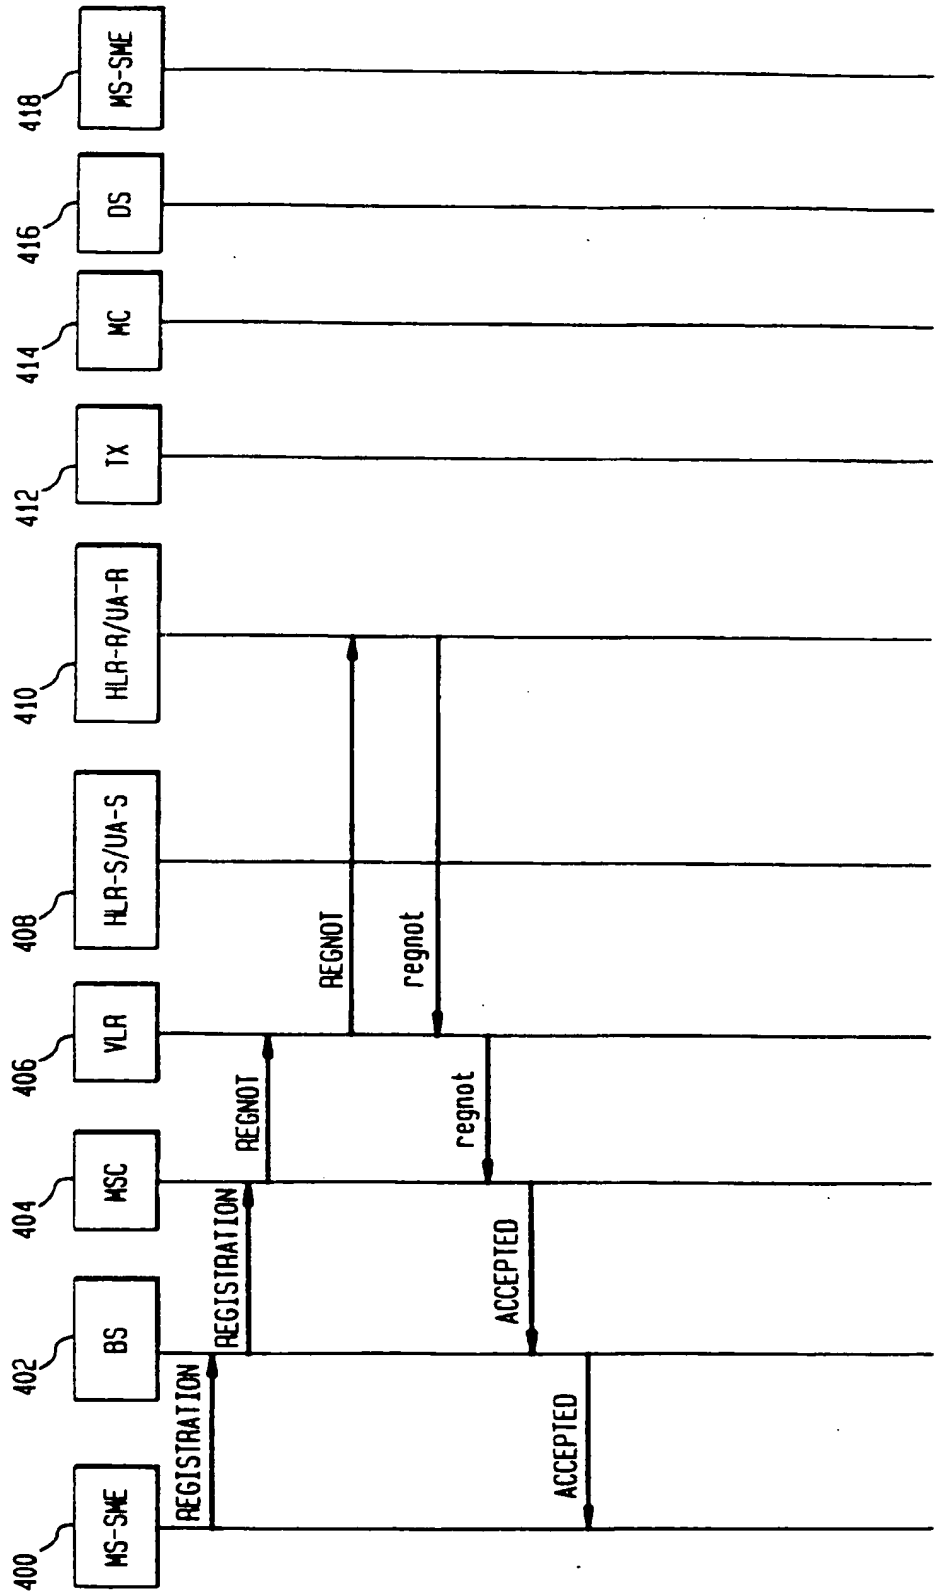 400
402
404
406
408
410
412
414
416
418
MS-SME
BS
MSC
VLR
HLR-S/UA-S
HLR-R/UA-R
TX
MC
DS
MS-SME
REGISTRATION
REGISTRATION
REGNOT
REGNOT
regnot
regnot
ACCEPTED
ACCEPTED